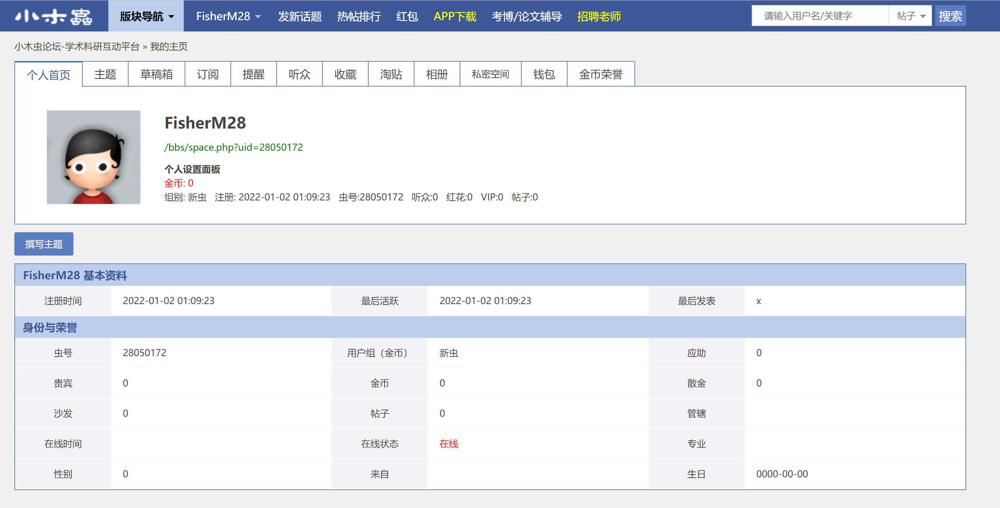 小木蟲 版块导航 FisherM28 发新话题 热帖排行 红包 APP下载 考博/论文辅导 招聘老师 请输入用户名/关键字 帖子 搜索
小木虫论坛-学术科研互动平台 » 我的主页
个人首页 主题 草稿箱 订阅 提醒 听众 收藏 淘贴 相册 私密空间 钱包 金币荣誉
FisherM28
/bbs/space.php?uid=28050172
个人设置面板
金币: 0
组别: 新虫 注册: 2022-01-02 01:09:23 虫号:28050172 听众:0 红花:0 VIP:0 帖子:0
撰写主题
FisherM28 基本资料
注册时间 2022-01-02 01:09:23 最后活跃 2022-01-02 01:09:23 最后发表 x
身份与荣誉
虫号 28050172 用户组（金币） 新虫 应助 0
贵宾 0 金币 0 散金 0
沙发 0 帖子 0 管辖
在线时间 在线状态 在线 专业
性别 0 来自 生日 0000-00-00